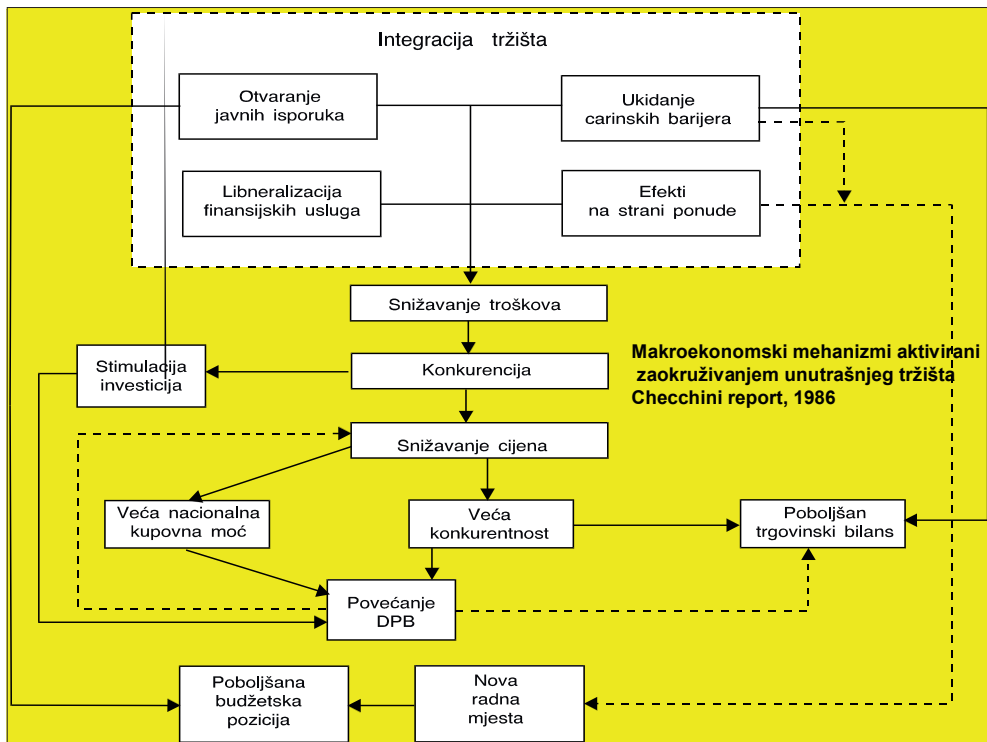 Integracija tržišta
Otvaranje
javnih isporuka
Ukidanje
carinskih barijera
Libneralizacija
finansijskih usluga
Efekti
na strani ponude
Snižavanje troškova
Stimulacija
investicija
Konkurencija
Makroekonomski mehanizmi aktivirani
zaokruživanjem unutrašnjeg tržišta
Checchini report, 1986
Snižavanje cijena
Veća nacionalna
kupovna moć
Veća
konkurentnost
Poboljšan
trgovinski bilans
Povećanje
DPB
Poboljšana
budžetska
pozicija
Nova
radna
mjesta